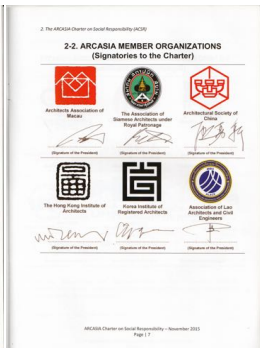 2. The ARCASIA Charter on Social Responsibility (ACSR)
2-2. ARCASIA MEMBER ORGANIZATIONS
(Signatories to the Charter)
Architects Association of
Macau
The Association of
Siamese Architects under
Royal Patronage
Architectural Society of
China
(Signature of the President)
(Signature of the President)
(Signature of the President)
The Hong Kong Institute of
Architects
Korea Institute of
Registered Architects
Association of Lao
Architects and Civil
Engineers
(Signature of the President)
(Signature of the President)
(Signature of the President)
ARCASIA Charter on Social Responsibility – November 2015
Page | 7